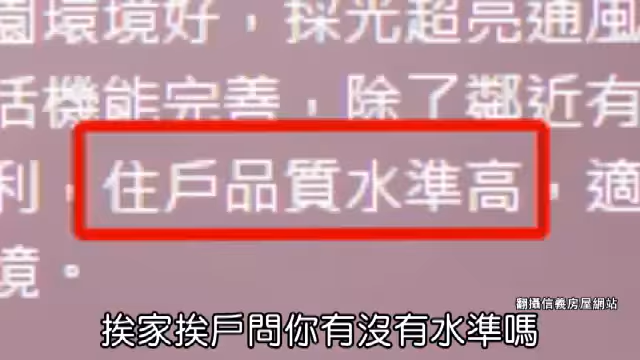 園環境好，採光超亮通風
活機能完善，除了鄰近有
利，住戶品質水準高，適
境。
翻攝信義房屋網站
挨家挨戶問你有沒有水準嗎